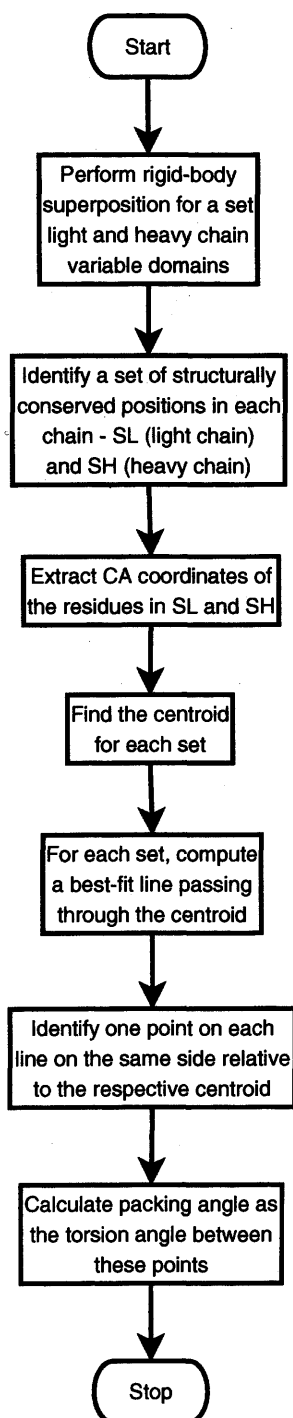 Start
Perform rigid-body
superposition for a set
light and heavy chain
variable domains
Identify a set of structurally
conserved positions in each
chain - SL (light chain)
and SH (heavy chain)
Extract CA coordinates of
the residues in SL and SH
Find the centroid
for each set
For each set, compute
a best-fit line passing
through the centroid
Identify one point on each
line on the same side relative
to the respective centroid
Calculate packing angle as
the torsion angle between
these points
Stop